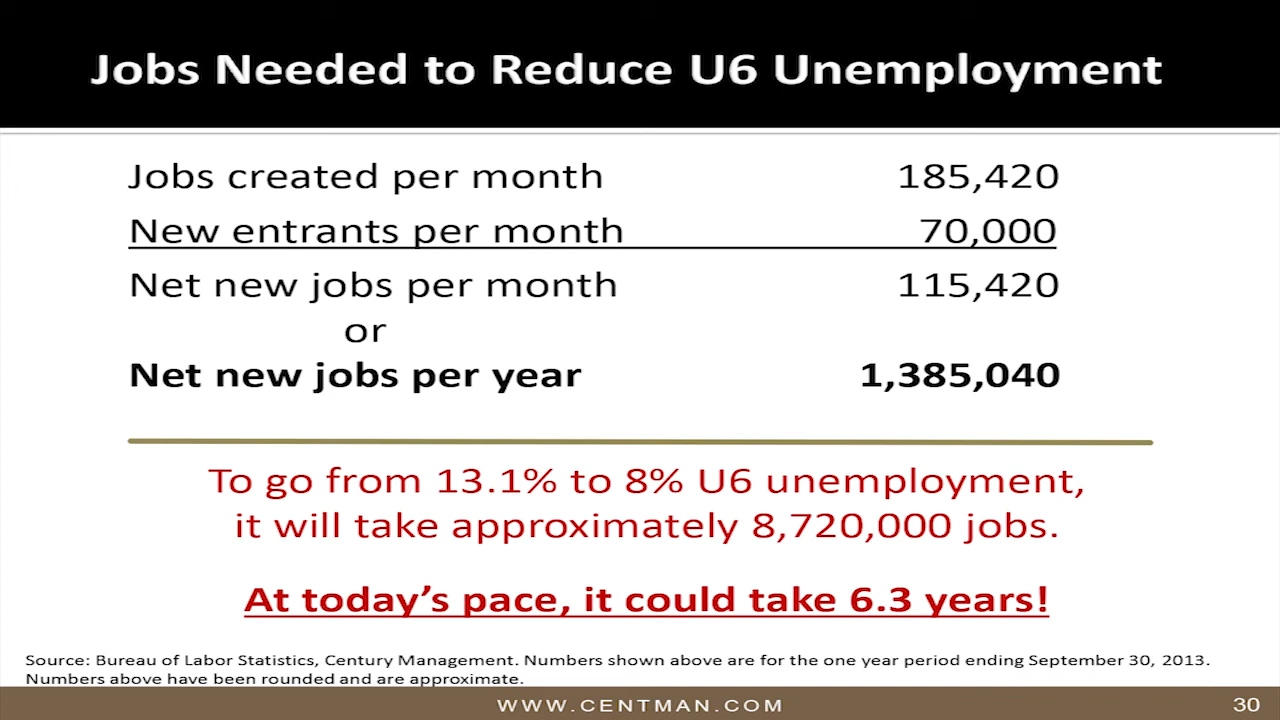 Jobs Needed to Reduce U6 Unemployment
Jobs created per month 185,420
New entrants per month 70,000
Net new jobs per month 115,420
or
Net new jobs per year 1,385,040
To go from 13.1% to 8% U6 unemployment,
it will take approximately 8,720,000 jobs.
At today’s pace, it could take 6.3 years!
Source: Bureau of Labor Statistics, Century Management. Numbers shown above are for the one year period ending September 30, 2013.
Numbers above have been rounded and are approximate.
WWW.CENTMAN.COM 30